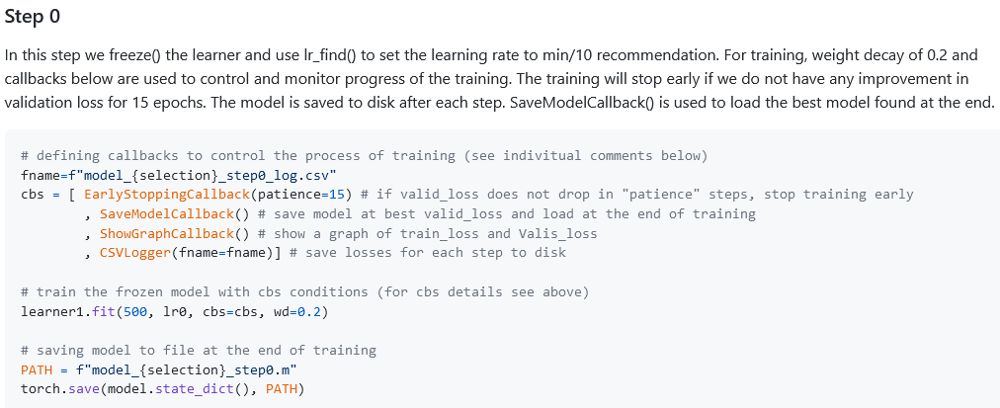 Step 0
In this step we freeze() the learner and use lr_find() to set the learning rate to min/10 recommendation. For training, weight decay of 0.2 and
callbacks below are used to control and monitor progress of the training. The training will stop early if we do not have any improvement in
validation loss for 15 epochs. The model is saved to disk after each step. SaveModelCallback() is used to load the best model found at the end.
# defining callbacks to control the process of training (see indivitual comments below)
fname=f"model_{selection}_step0_log.csv"
cbs = [ EarlyStoppingCallback(patience=15) # if valid_loss does not drop in "patience" steps, stop training early
, SaveModelCallback() # save model at best valid_loss and load at the end of training
, ShowGraphCallback() # show a graph of train_loss and Valis_loss
, CSVLogger(fname=fname)] # save losses for each step to disk
# train the frozen model with cbs conditions (for cbs details see above)
learner1.fit(500, lr0, cbs=cbs, wd=0.2)
# saving model to file at the end of training
PATH = f"model_{selection}_step0.m"
torch.save(model.state_dict(), PATH)